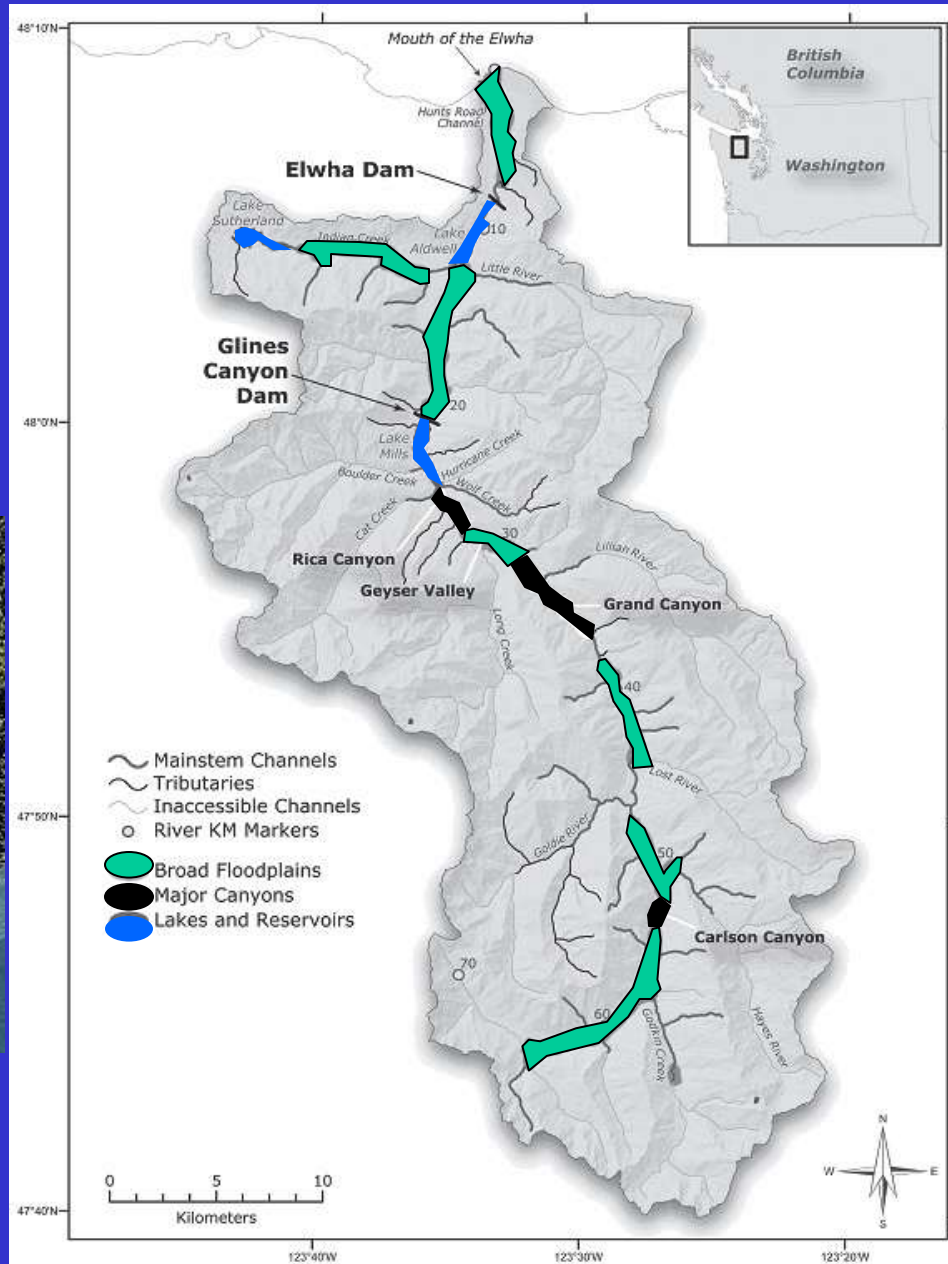 48°10'N
Mouth of the Elwha
Hunts Road
Channel
British
Columbia
Washington
Elwha Dam
Lake
Sutherland
Indian Creek
Lake
Aldwell
10
Little River
Glines
Canyon
Dam
20
48°0'N
Lake
Mills
Hurricane Creek
Boulder Creek
Wolf Creek
Cat Creek
30
Rica Canyon
Lillian River
Geyser Valley
Grand Canyon
Long Creek
40
Mainstem Channels
Tributaries
Inaccessible Channels
River KM Markers
Broad Floodplains
Major Canyons
Lakes and Reservoirs
Lost River
47°50'N
Goldie River
50
Carlson Canyon
70
60
Godkin Creek
Hayes River
0 5 10
Kilometers
N
W E
S
47°40'N
123°40'W 123°30'W 123°20'W